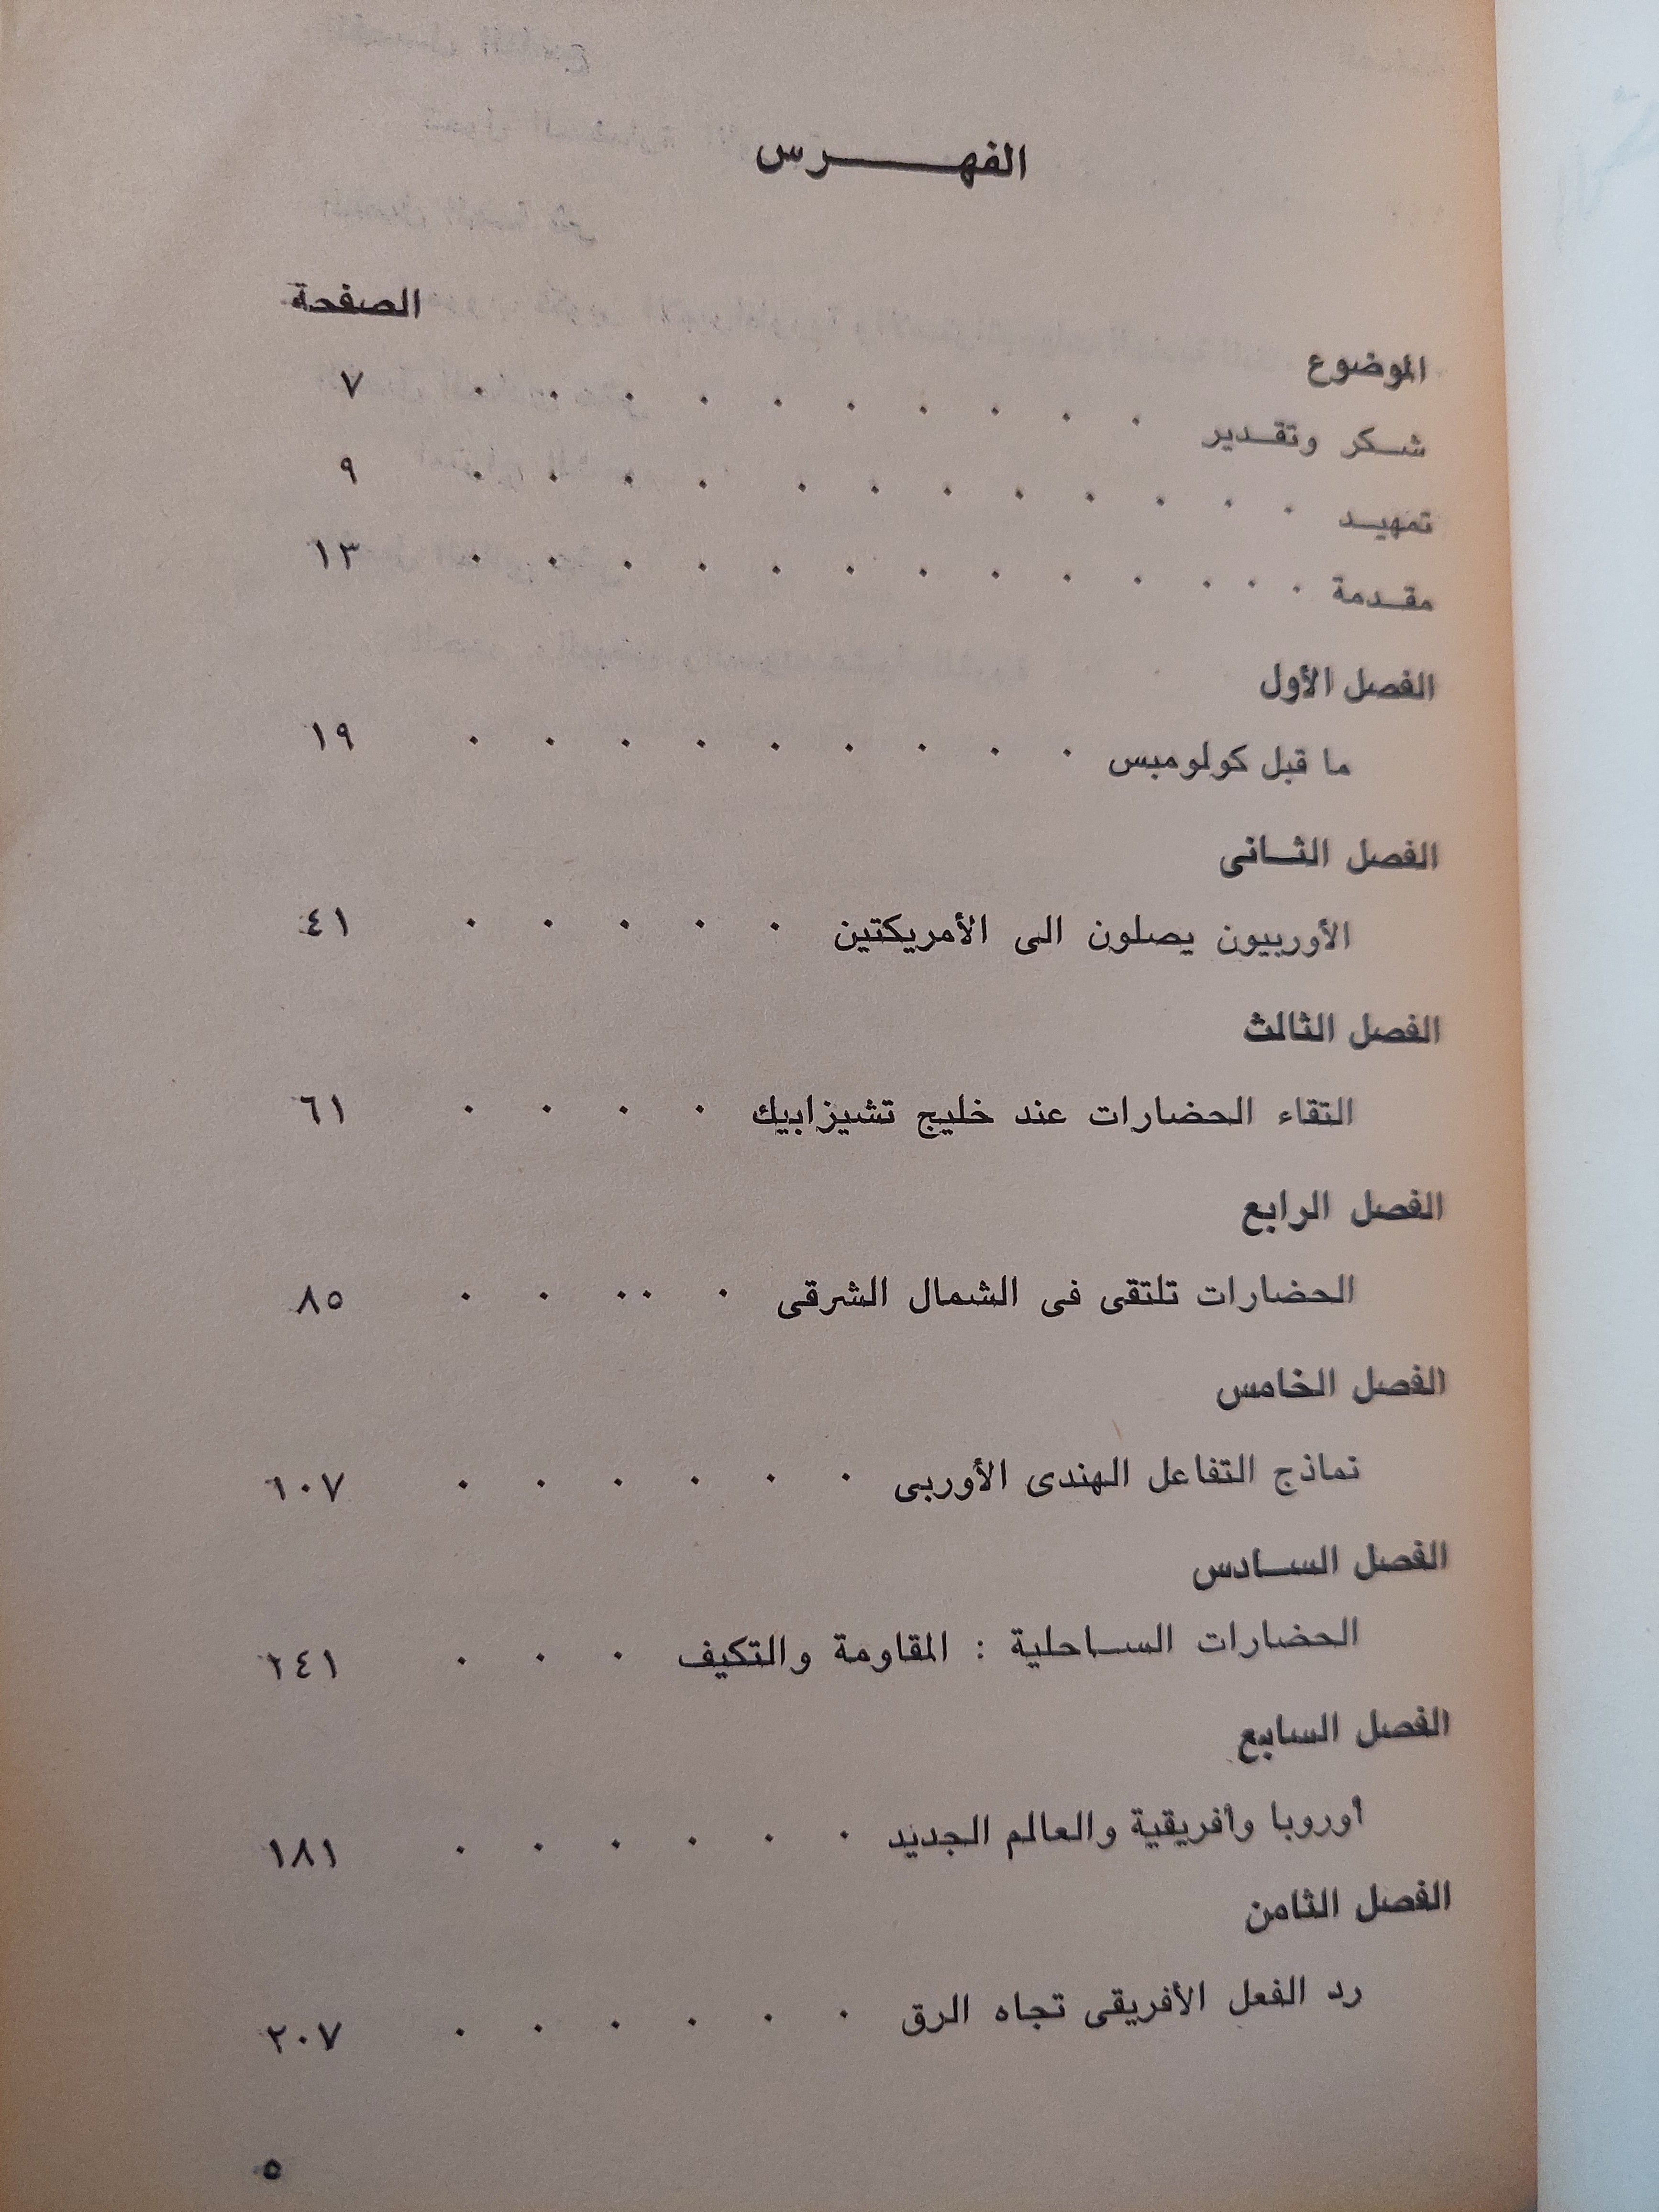 الفهرس
الصفحة
الموضوع
شكر وتقدير . . . . . . . . . . ٧
تمهيد . . . . . . . . . . . . ٩
مقدمة . . . . . . . . . . . . . ١٣
الفصل الأول
ما قبل كولومبس . . . . . . . . . ١٩
الفصل الثانى
الأوربيون يصلون الى الأمريكتين . . . . . ٤١
الفصل الثالث
التقاء الحضارات عند خليج تشيزابيك . . . . ٦١
الفصل الرابع
الحضارات تلتقى فى الشمال الشرقى . . . . . ٨٥
الفصل الخامس
نماذج التفاعل الهندى الأوربى . . . . . . ١٠٧
الفصل السادس
الحضارات الساحلية : المقاومة والتكيف . . . ١٤١
الفصل السابع
أوروبا وأفريقية والعالم الجديد . . . . . . ١٨١
الفصل الثامن
رد الفعل الأفريقى تجاه الرق . . . . . . ٢٠٧
٥